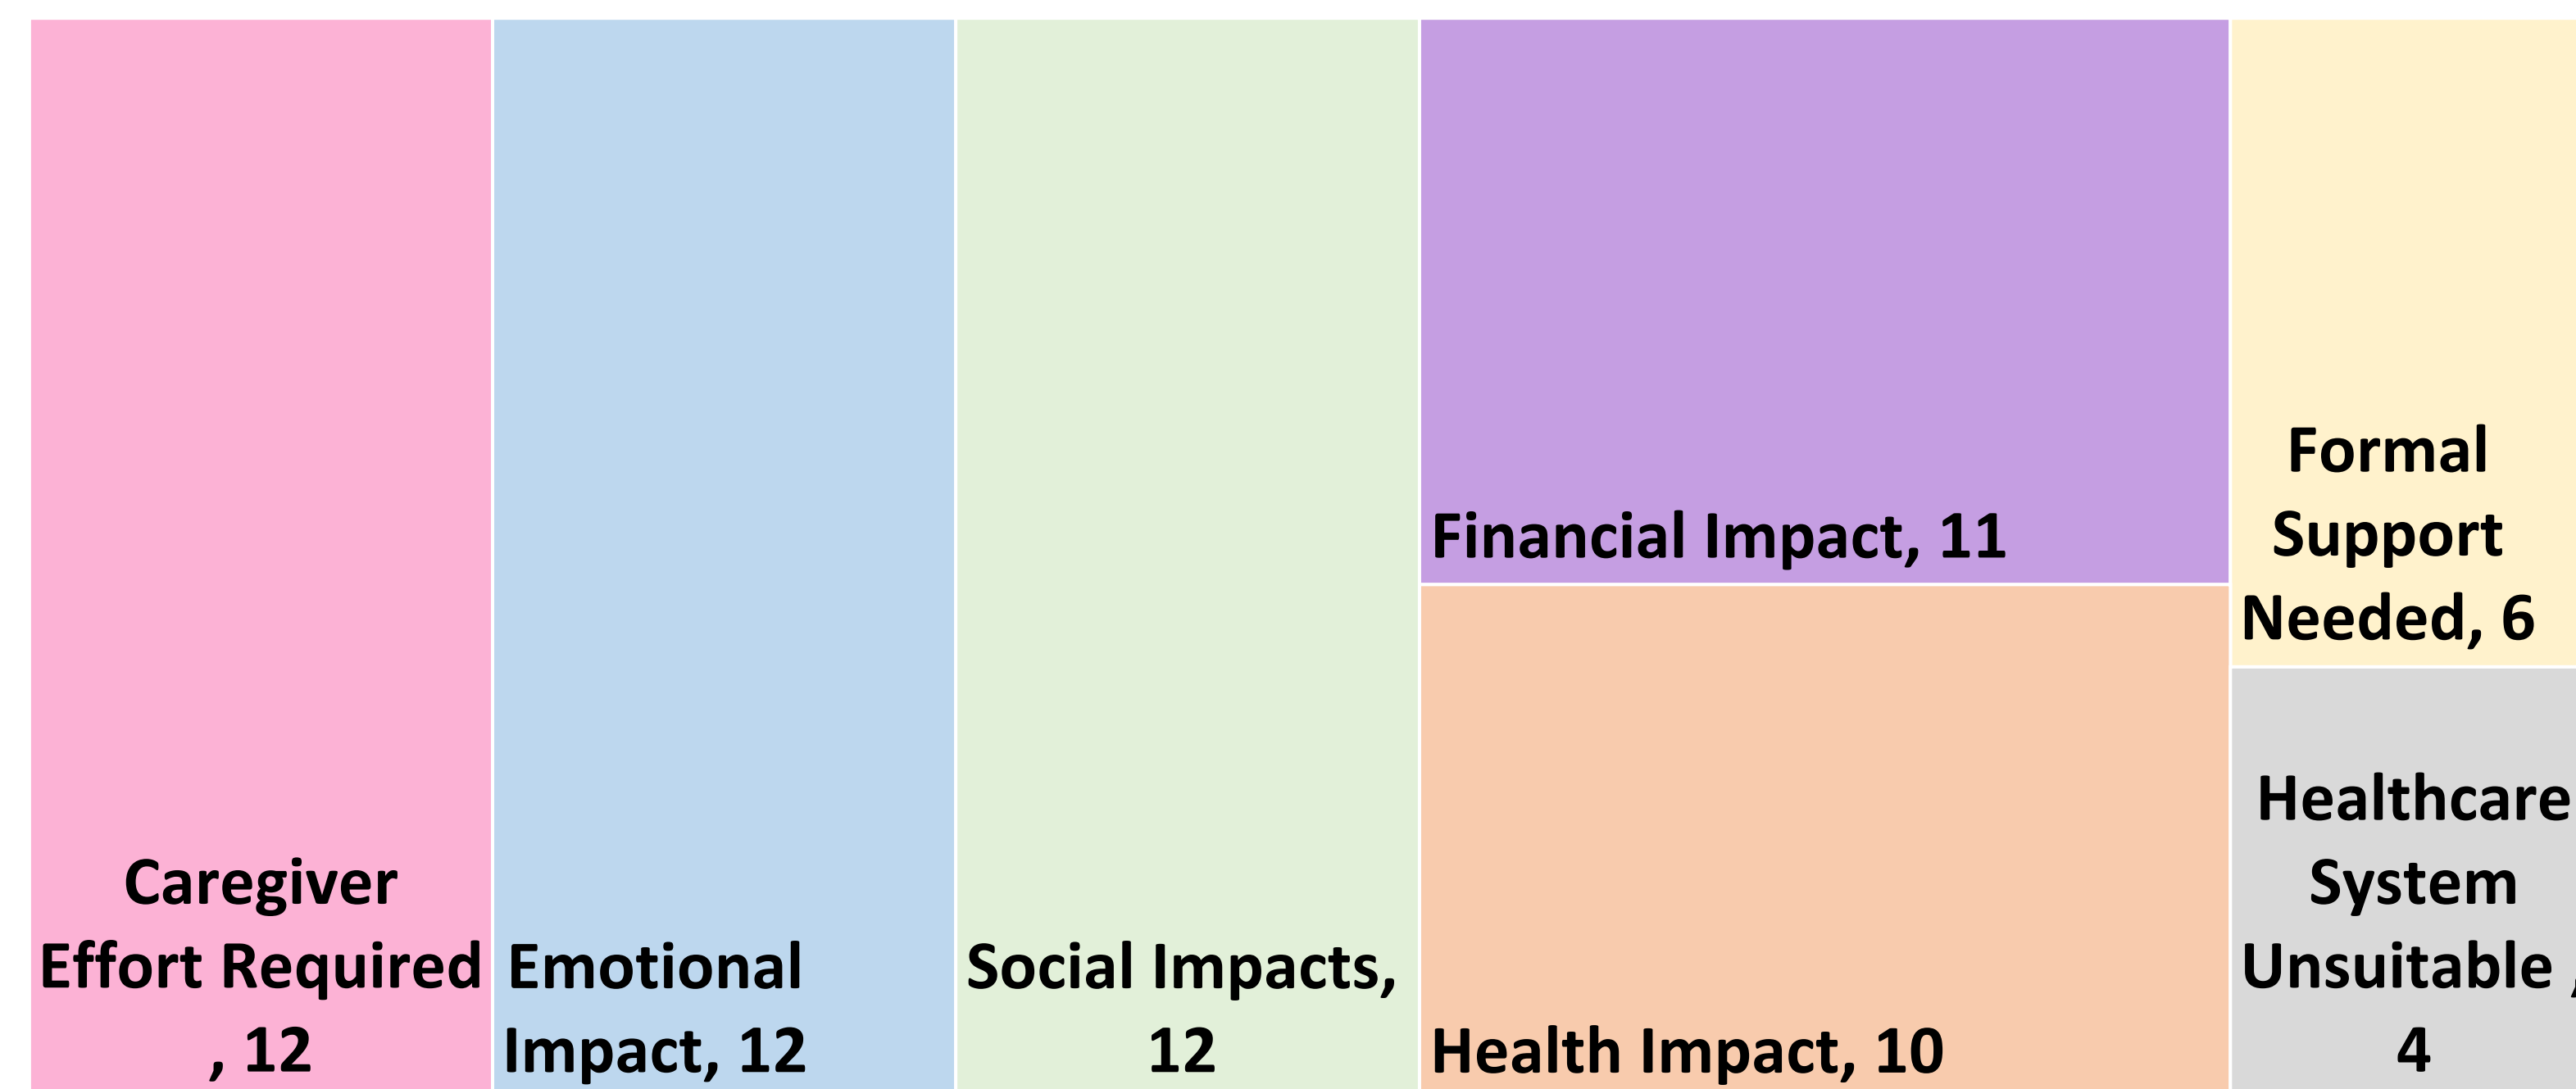 Caregiver
Effort Required
, 12
Emotional
Impact, 12
Social Impacts,
12
Financial Impact, 11
Health Impact, 10
Formal
Support
Needed, 6
Healthcare
System
Unsuitable ,
4